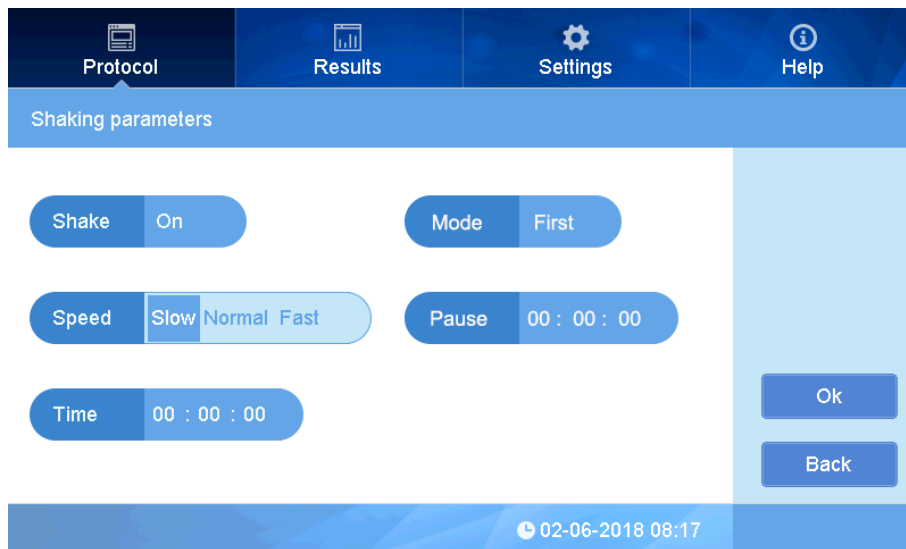 Protocol Results Settings Help
Shaking parameters
Shake On Mode First
Speed Slow Normal Fast Pause 00 : 00 : 00
Time 00 : 00 : 00
Ok
Back
02-06-2018 08:17